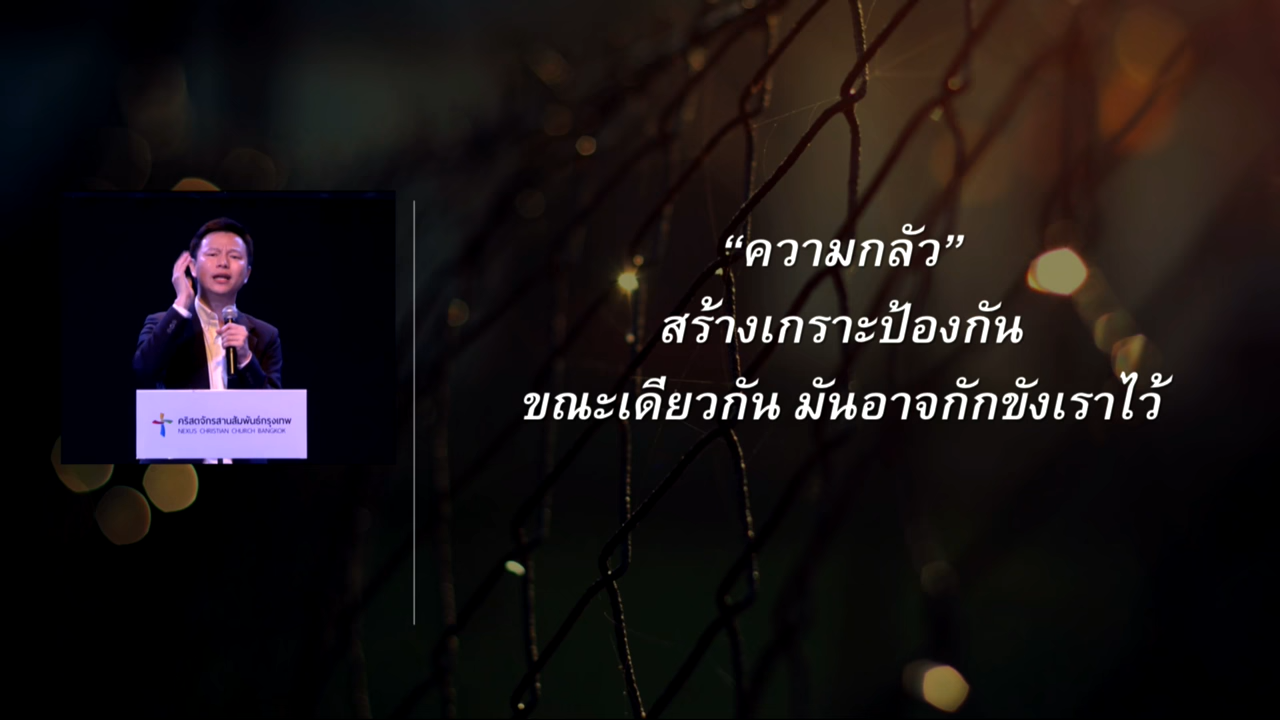 “ความกลัว”
สร้างเกราะป้องกัน
ขณะเดียวกัน มันอาจกักขังเราไว้
คริสตจักรสานสัมพันธ์กรุงเทพ
NEXUS CHRISTIAN CHURCH BANGKOK